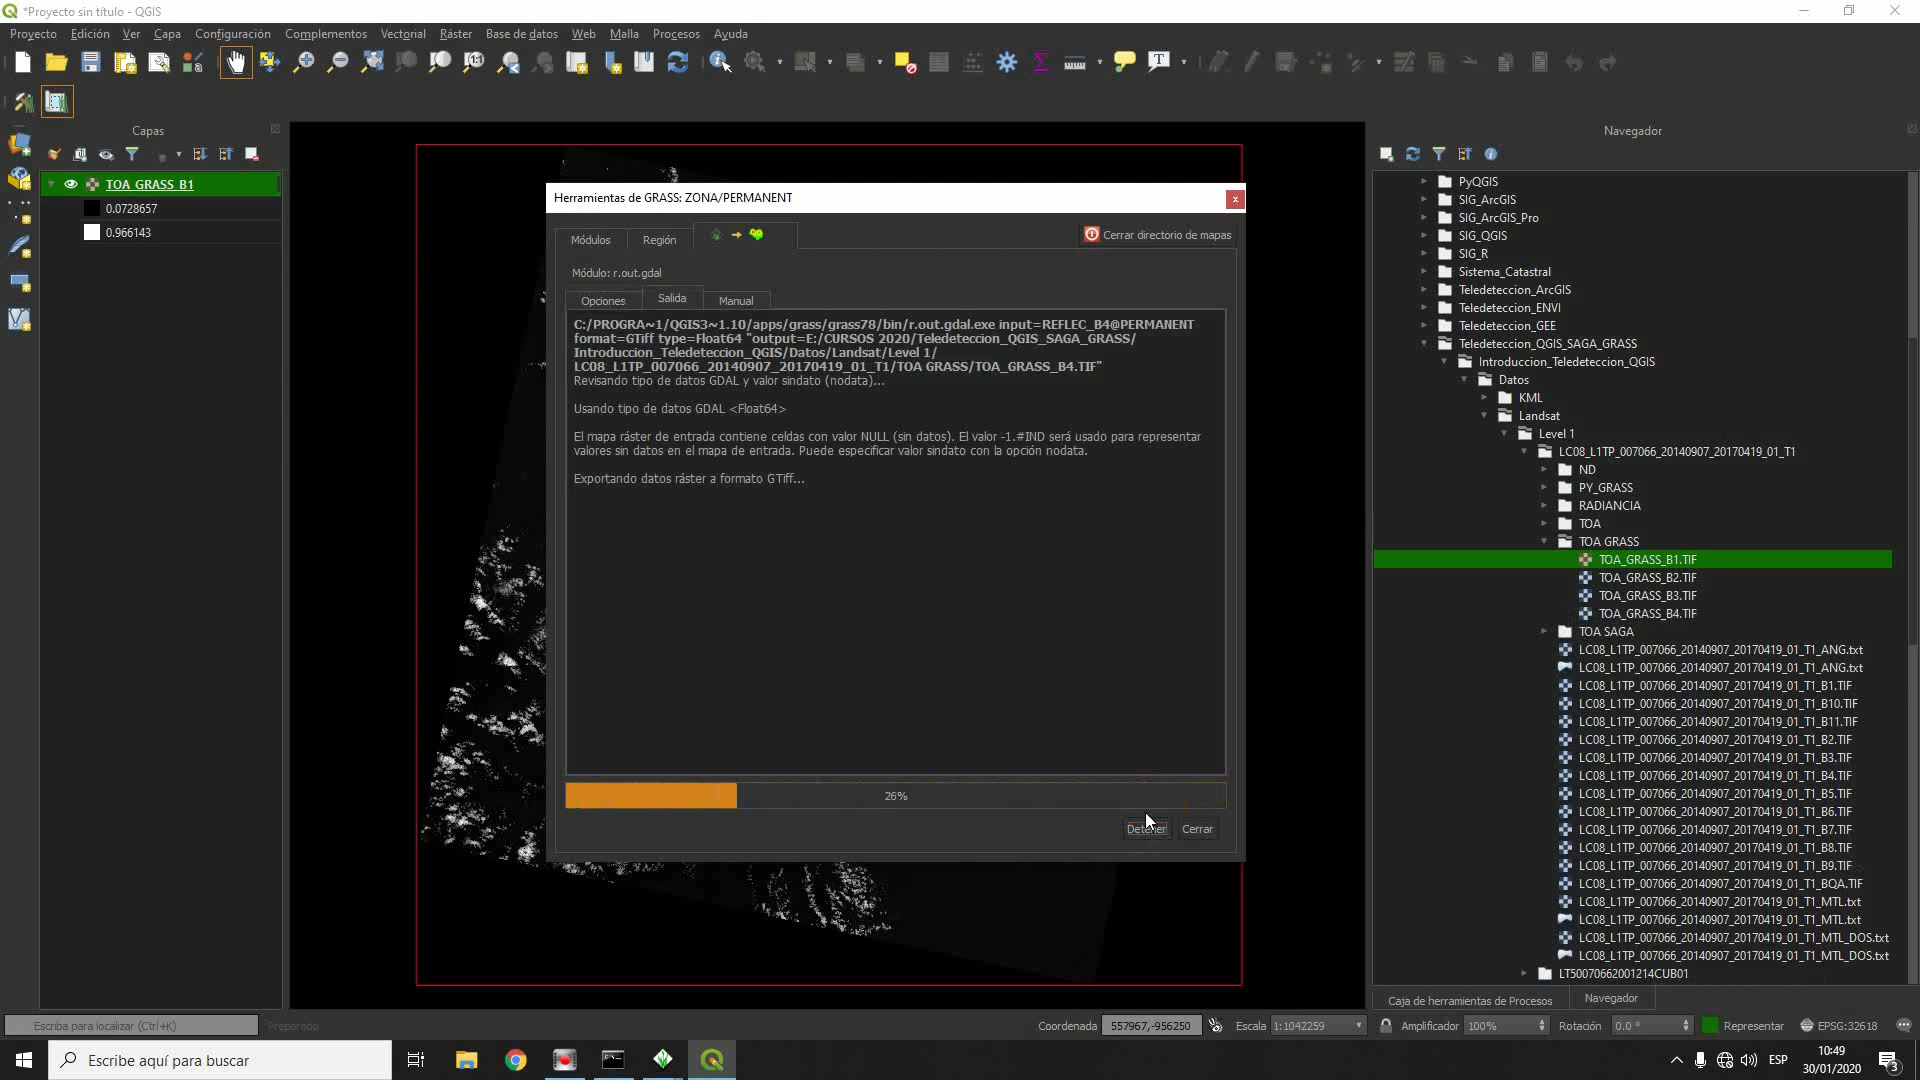 *Proyecto sin título - QGIS
Proyecto Edición Ver Capa Configuración Complementos Vectorial Ráster Base de datos Web Malla Procesos Ayuda
Capas
TOA GRASS B1
0.0728657
0.966143
Herramientas de GRASS: ZONA/PERMANENT
Módulos
Región
Cerrar directorio de mapas
Módulo: r.out.gdal
Opciones
Salida
Manual
C:/PROGRA~1/QGIS3~1.10/apps/grass/grass78/bin/r.out.gdal.exe input=REFLEC_B4@PERMANENT
format=GTiff type=Float64 "output=E:/CURSOS 2020/Teledeteccion_QGIS_SAGA_GRASS/
Introduccion_Teledeteccion_QGIS/Datos/Landsat/Level 1/
LC08_L1TP_007066_20140907_20170419_01_T1/TOA GRASS/TOA_GRASS_B4.TIF"
Revisando tipo de datos GDAL y valor sindato (nodata)...
Usando tipo de datos GDAL <Float64>
El mapa ráster de entrada contiene celdas con valor NULL (sin datos). El valor -1.#IND será usado para representar
valores sin datos en el mapa de entrada. Puede especificar valor sindato con la opción nodata.
Exportando datos ráster a formato GTiff...
26%
Detener
Cerrar
Navegador
PyQGIS
SIG_ArcGIS
SIG_ArcGIS_Pro
SIG_QGIS
SIG_R
Sistema_Catastral
Teledeteccion_ArcGIS
Teledeteccion_ENVI
Teledeteccion_GEE
Teledeteccion_QGIS_SAGA_GRASS
Introduccion_Teledeteccion_QGIS
Datos
KML
Landsat
Level 1
LC08_L1TP_007066_20140907_20170419_01_T1
ND
PY_GRASS
RADIANCIA
TOA
TOA GRASS
TOA_GRASS_B1.TIF
TOA_GRASS_B2.TIF
TOA_GRASS_B3.TIF
TOA_GRASS_B4.TIF
TOA SAGA
LC08_L1TP_007066_20140907_20170419_01_T1_ANG.txt
LC08_L1TP_007066_20140907_20170419_01_T1_ANG.txt
LC08_L1TP_007066_20140907_20170419_01_T1_B1.TIF
LC08_L1TP_007066_20140907_20170419_01_T1_B10.TIF
LC08_L1TP_007066_20140907_20170419_01_T1_B11.TIF
LC08_L1TP_007066_20140907_20170419_01_T1_B2.TIF
LC08_L1TP_007066_20140907_20170419_01_T1_B3.TIF
LC08_L1TP_007066_20140907_20170419_01_T1_B4.TIF
LC08_L1TP_007066_20140907_20170419_01_T1_B5.TIF
LC08_L1TP_007066_20140907_20170419_01_T1_B6.TIF
LC08_L1TP_007066_20140907_20170419_01_T1_B7.TIF
LC08_L1TP_007066_20140907_20170419_01_T1_B8.TIF
LC08_L1TP_007066_20140907_20170419_01_T1_B9.TIF
LC08_L1TP_007066_20140907_20170419_01_T1_BQA.TIF
LC08_L1TP_007066_20140907_20170419_01_T1_MTL.txt
LC08_L1TP_007066_20140907_20170419_01_T1_MTL.txt
LC08_L1TP_007066_20140907_20170419_01_T1_MTL_DOS.txt
LC08_L1TP_007066_20140907_20170419_01_T1_MTL_DOS.txt
LT50070662001214CUB01
Caja de herramientas de Procesos
Navegador
Escriba para localizar (Ctrl+K)
Preparado
Coordenada 557967,-956250 Escala 1:1042259 Amplificador 100% Rotación 0.0 ° Representar EPSG:32618
Escribe aquí para buscar
ESP
10:49
30/01/2020
3